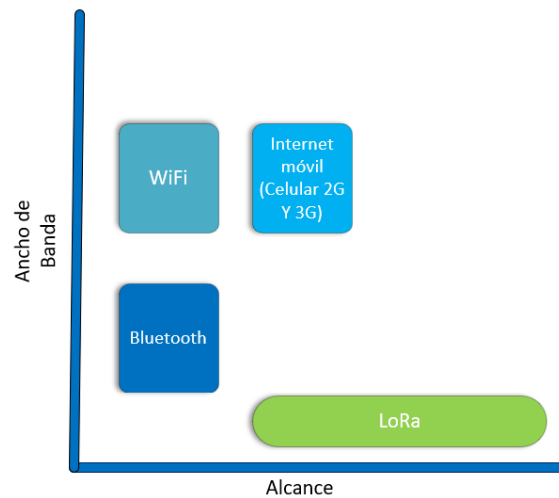 Ancho de
Banda
WiFi
Internet
móvil
(Celular 2G
Y 3G)
Bluetooth
LoRa
Alcance